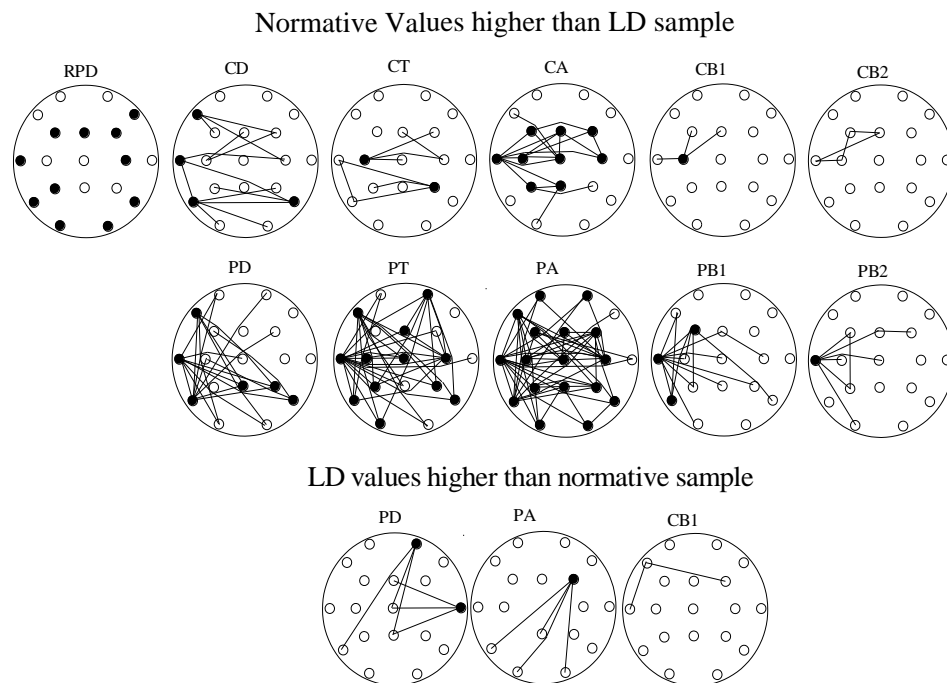 Normative Values higher than LD sample
RPD CD CT CA CB1 CB2
PD PT PA PB1 PB2
LD values higher than normative sample
PD PA CB1